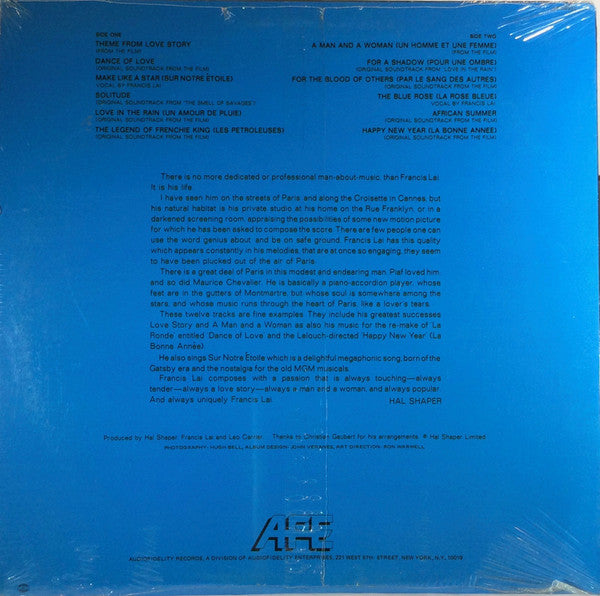 SIDE ONE
THEME FROM LOVE STORY
(FROM THE FILM)
DANCE OF LOVE
(ORIGINAL SOUNDTRACK FROM THE FILM)
MAKE LIKE A STAR (SUR NOTRE ÉTOILE)
VOCAL BY FRANCIS LAI
SOLITUDE
(ORIGINAL SOUNDTRACK FROM "THE SMELL OF SAVAGES")
LOVE IN THE RAIN (UN AMOUR DE PLUIE)
(ORIGINAL SOUNDTRACK FROM THE FILM)
THE LEGEND OF FRENCHIE KING (LES PETROLEUSES)
(ORIGINAL SOUNDTRACK FROM THE FILM)
SIDE TWO
A MAN AND A WOMAN (UN HOMME ET UNE FEMME)
(FROM THE FILM)
FOR A SHADOW (POUR UNE OMBRE)
(ORIGINAL SOUNDTRACK FROM "LOVE IN THE RAIN")
FOR THE BLOOD OF OTHERS (PAR LE SANG DES AUTRES)
(ORIGINAL SOUNDTRACK FROM THE FILM)
THE BLUE ROSE (LA ROSE BLEUE)
VOCAL BY FRANCIS LAI
AFRICAN SUMMER
(ORIGINAL SOUNDTRACK FROM THE FILM)
HAPPY NEW YEAR (LA BONNE ANNÉE)
(ORIGINAL SOUNDTRACK FROM THE FILM)
There is no more dedicated or professional man-about-music, than Francis Lai.
It is his life.
I have seen him on the streets of Paris and along the Croisette in Cannes, but
his natural habitat is his private studio at his home on the Rue Franklyn, or in a
darkened screening room, appraising the possibilities of some new motion picture
for which he has been asked to compose the score. There are few people one can
use the word genius about, and be on safe ground. Francis Lai has this quality
which appears constantly in his melodies, that are at once so engaging, they seem
to have been plucked out of the air of Paris.
There is a great deal of Paris in this modest and endearing man. Piaf loved him,
and so did Maurice Chevalier. He is basically a piano-accordion player, whose
feet are in the gutters of Montmartre, but whose soul is somewhere among the
stars, and whose music runs through the heart of Paris, like a lover's tears.
These twelve tracks are fine examples. They include his greatest successes
Love Story and A Man and a Woman as also his music for the re-make of La
Ronde entitled 'Dance of Love' and the Lelouch-directed 'Happy New Year' (La
Bonne Année).
He also sings Sur Notre Étoile which is a delightful megaphonic song, born of the
Gatsby era and the nostalgia for the old MGM musicals.
Francis Lai composes with a passion that is always touching—always
tender—always a love story—always a man and a woman, and always popular.
And always uniquely Francis Lai. HAL SHAPER
Produced by Hal Shaper, Francis Lai and Leo Carrier. Thanks to Christian Gaubert for his arrangements. ℗ Hal Shaper Limited
PHOTOGRAPHY: HUGH BELL, ALBUM DESIGN: JOHN VERANES, ART DIRECTION: RON WARWELL
AFE
AUDIOFIDELITY RECORDS, A DIVISION OF AUDIOFIDELITY ENTERPRISES, 221 WEST 57th STREET, NEW YORK, N.Y. 10019